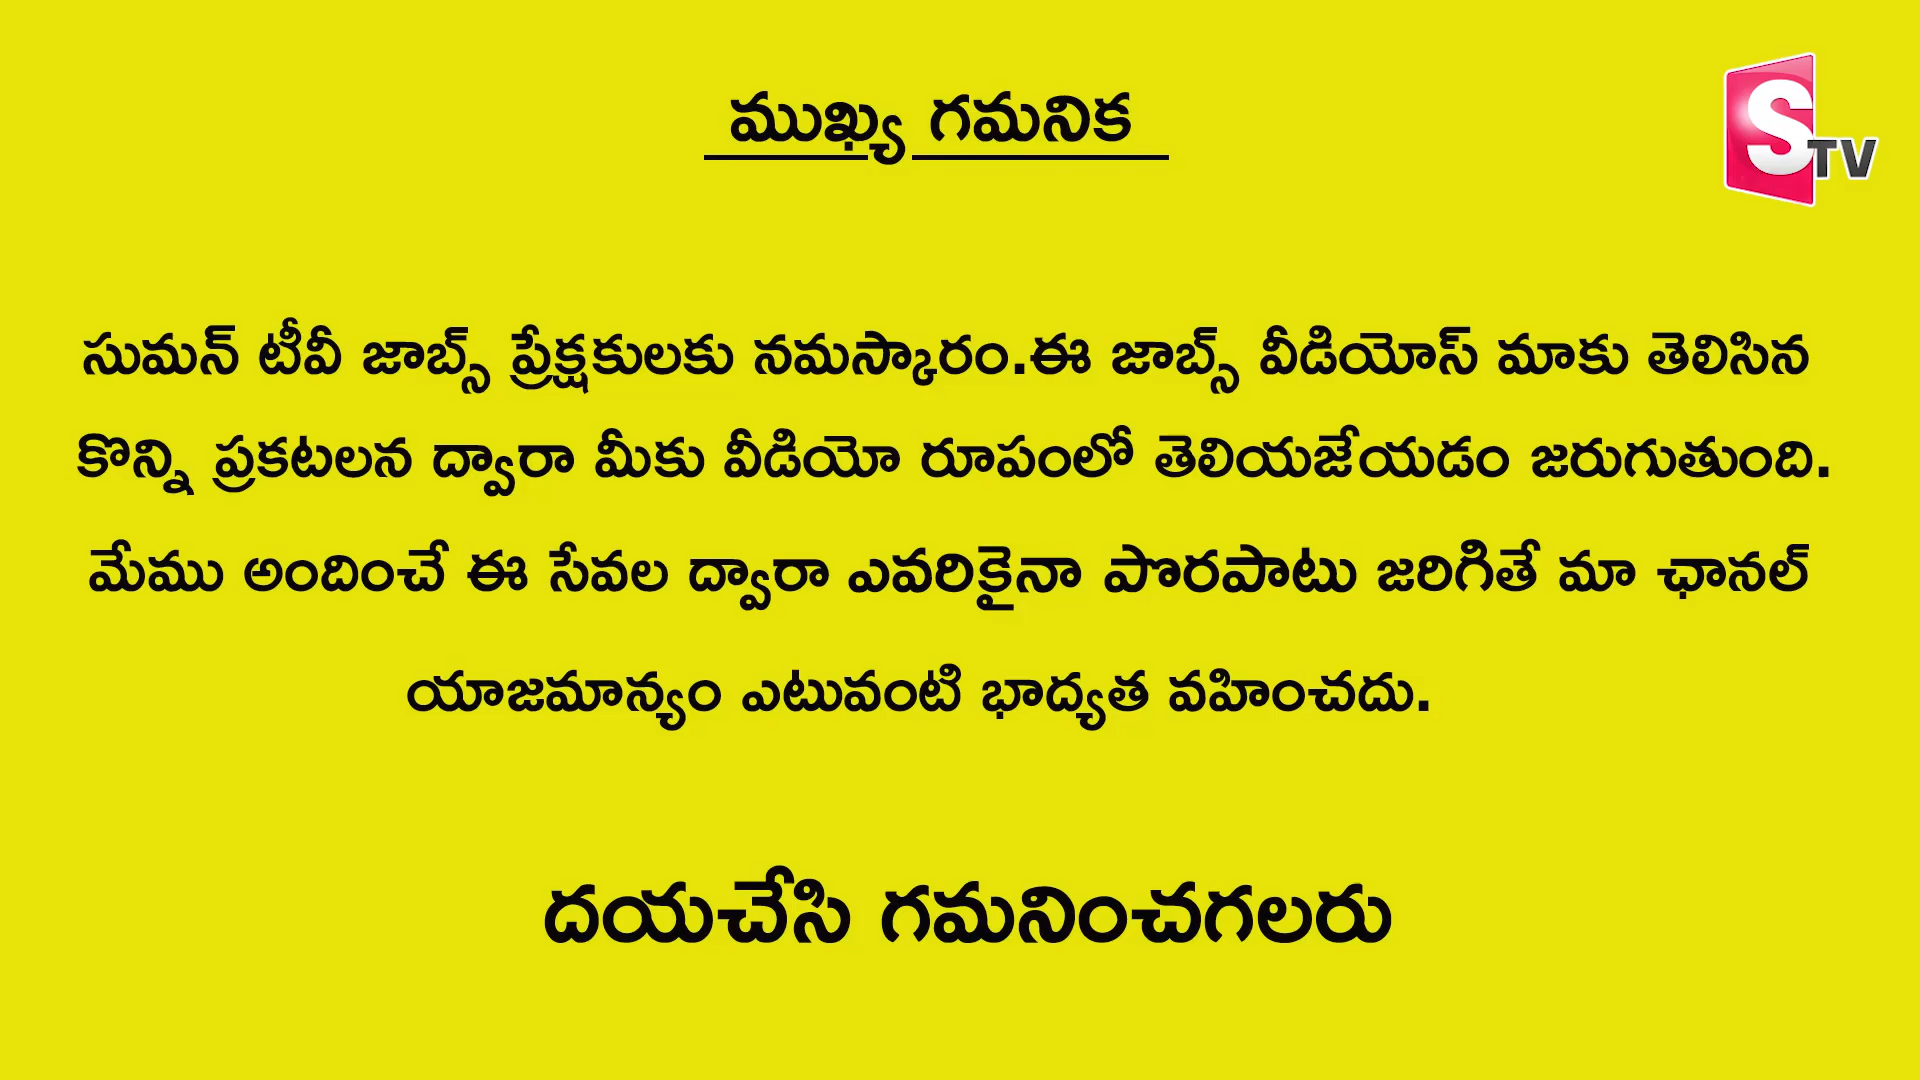 ముఖ్య గమనిక
STV
సుమన్ టీవీ జాబ్స్ ప్రేక్షకులకు నమస్కారం.ఈ జాబ్స్ వీడియోస్ మాకు తెలిసిన
కొన్ని ప్రకటలన ద్వారా మీకు వీడియో రూపంలో తెలియజేయడం జరుగుతుంది.
మేము అందించే ఈ సేవల ద్వారా ఎవరికైనా పొరపాటు జరిగితే మా ఛానల్
యాజమాన్యం ఎటువంటి భాద్యత వహించదు.
దయచేసి గమనించగలరు